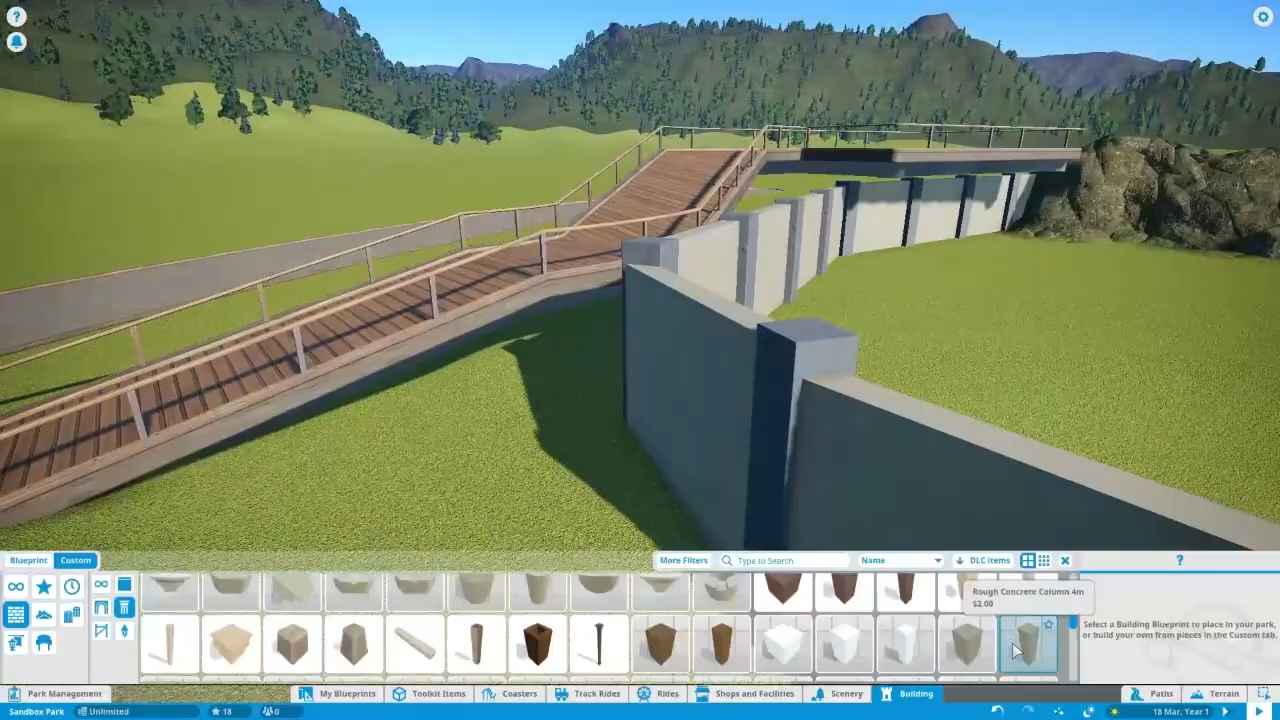 Blueprint
Custom
More Filters
Type to Search
Name
DLC items
?
Rough Concrete Column 4m
$2.00
Select a Building Blueprint to place in your park,
or build your own from pieces in the Custom tab.
Park Management
My Blueprints
Toolkit Items
Coasters
Track Rides
Rides
Shops and Facilities
Scenery
Building
Paths
Terrain
Sandbox Park
Unlimited
18
0
18 Mar, Year 1